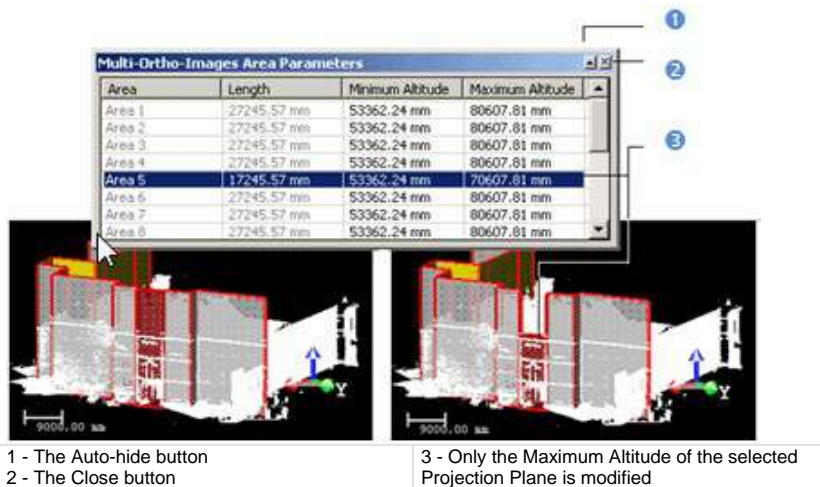 1
2
3
Multi-Ortho-Images Area Parameters
Area Length Minimum Altitude Maximum Altitude
Area 1 27245.57 mm 53362.24 mm 80607.81 mm
Area 2 27245.57 mm 53362.24 mm 80607.81 mm
Area 3 27245.57 mm 53362.24 mm 80607.81 mm
Area 4 27245.57 mm 53362.24 mm 80607.81 mm
Area 5 17245.57 mm 53362.24 mm 70607.81 mm
Area 6 27245.57 mm 53362.24 mm 80607.81 mm
Area 7 27245.57 mm 53362.24 mm 80607.81 mm
Area 8 27245.57 mm 53362.24 mm 80607.81 mm
Y
Y
9000.00 mm
9000.00 mm
1 - The Auto-hide button
2 - The Close button
3 - Only the Maximum Altitude of the selected
Projection Plane is modified